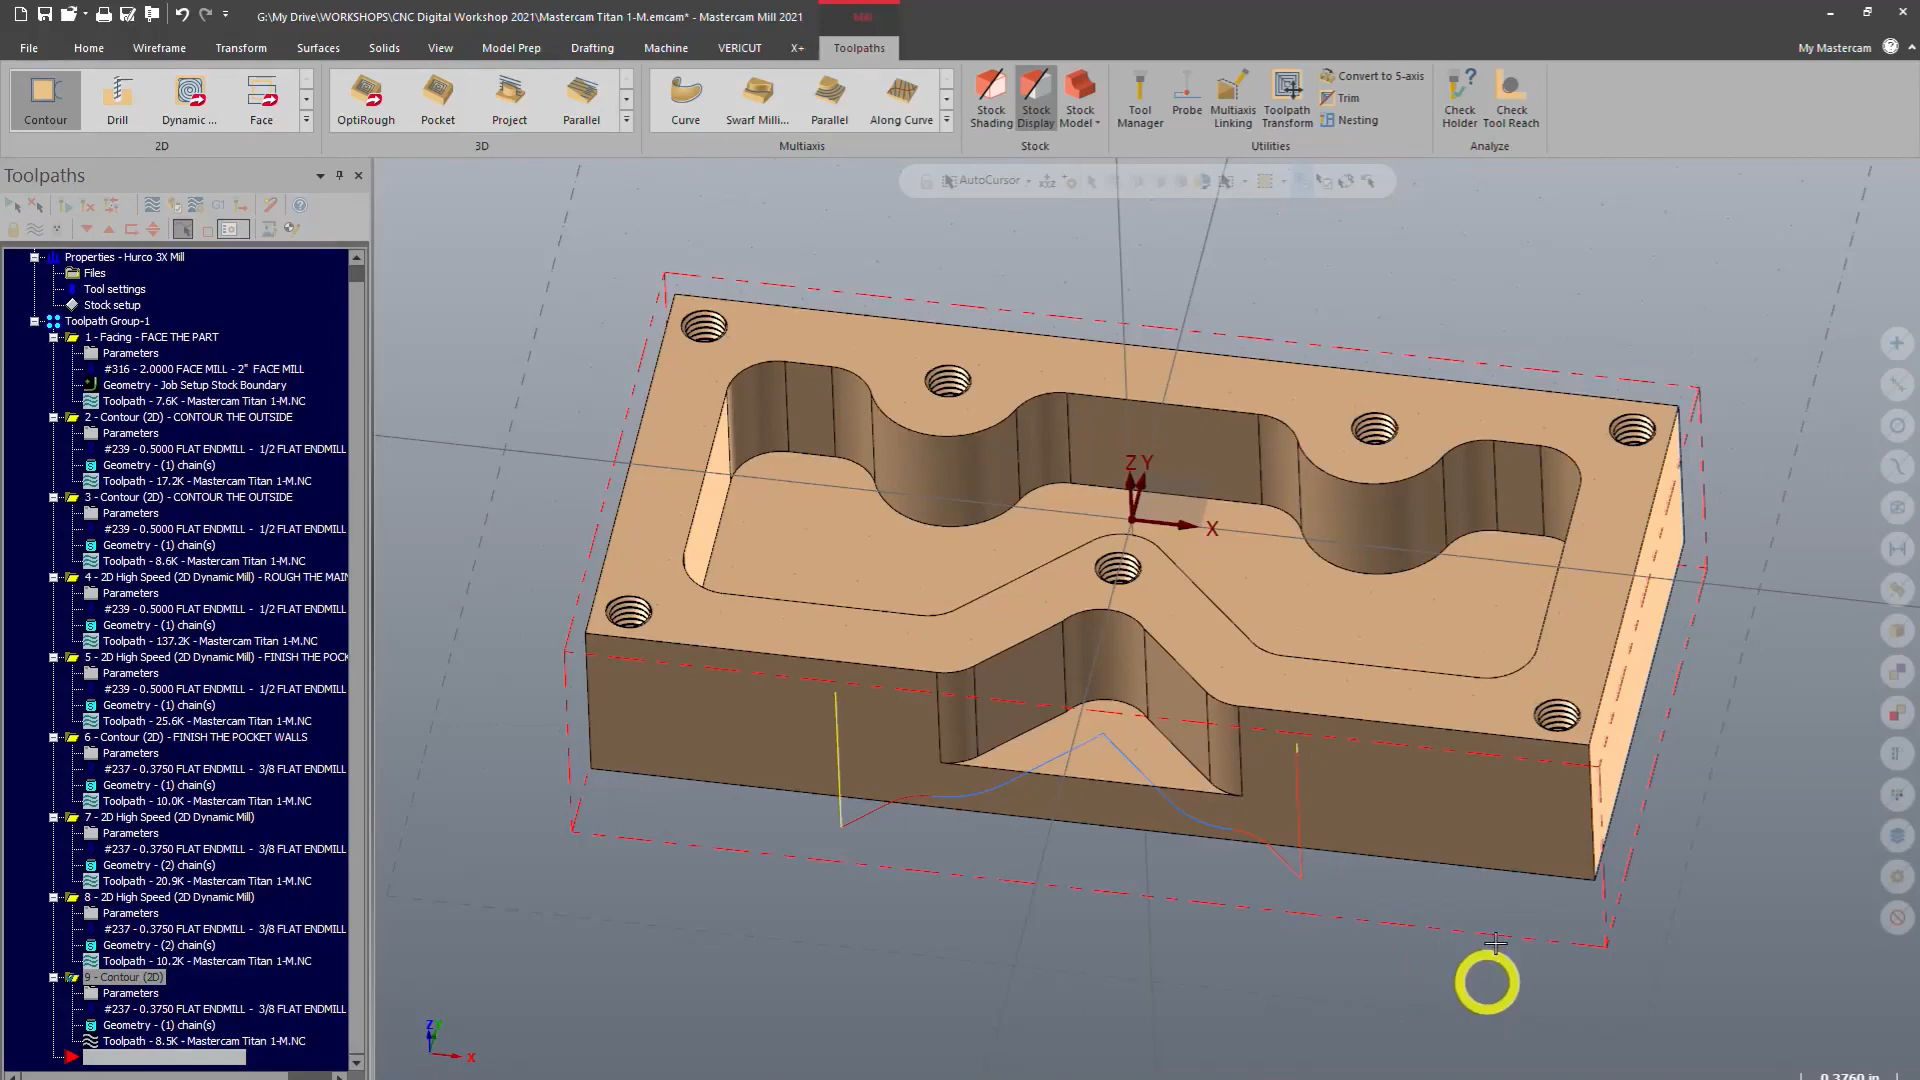 G:\My Drive\WORKSHOPS\CNC Digital Workshop 2021\Mastercam Titan 1-M.emcam* - Mastercam Mill 2021
Mill
File Home Wireframe Transform Surfaces Solids View Model Prep Drafting Machine VERICUT X+ Toolpaths My Mastercam
Contour Drill Dynamic ... Face OptiRough Pocket Project Parallel Curve Swarf Milli... Parallel Along Curve
Stock Shading Stock Display Stock Model
Tool Manager Probe Multiaxis Linking Toolpath Transform
Convert to 5-axis
Trim
Nesting
Check Holder Check Tool Reach
2D 3D Multiaxis Stock Utilities Analyze
Toolpaths
AutoCursor
G1
Properties - Hurco 3X Mill
Files
Tool settings
Stock setup
Toolpath Group-1
1 - Facing - FACE THE PART
Parameters
#316 - 2.0000 FACE MILL - 2" FACE MILL
Geometry - Job Setup Stock Boundary
Toolpath - 7.6K - Mastercam Titan 1-M.NC
2 - Contour (2D) - CONTOUR THE OUTSIDE
Parameters
#239 - 0.5000 FLAT ENDMILL - 1/2 FLAT ENDMILL
Geometry - (1) chain(s)
Toolpath - 17.2K - Mastercam Titan 1-M.NC
3 - Contour (2D) - CONTOUR THE OUTSIDE
Parameters
#239 - 0.5000 FLAT ENDMILL - 1/2 FLAT ENDMILL
Geometry - (1) chain(s)
Toolpath - 8.6K - Mastercam Titan 1-M.NC
4 - 2D High Speed (2D Dynamic Mill) - ROUGH THE MAIN
Parameters
#239 - 0.5000 FLAT ENDMILL - 1/2 FLAT ENDMILL
Geometry - (1) chain(s)
Toolpath - 137.2K - Mastercam Titan 1-M.NC
5 - 2D High Speed (2D Dynamic Mill) - FINISH THE POCK
Parameters
#239 - 0.5000 FLAT ENDMILL - 1/2 FLAT ENDMILL
Geometry - (1) chain(s)
Toolpath - 25.6K - Mastercam Titan 1-M.NC
6 - Contour (2D) - FINISH THE POCKET WALLS
Parameters
#237 - 0.3750 FLAT ENDMILL - 3/8 FLAT ENDMILL
Geometry - (1) chain(s)
Toolpath - 10.0K - Mastercam Titan 1-M.NC
7 - 2D High Speed (2D Dynamic Mill)
Parameters
#237 - 0.3750 FLAT ENDMILL - 3/8 FLAT ENDMILL
Geometry - (2) chain(s)
Toolpath - 20.9K - Mastercam Titan 1-M.NC
8 - 2D High Speed (2D Dynamic Mill)
Parameters
#237 - 0.3750 FLAT ENDMILL - 3/8 FLAT ENDMILL
Geometry - (2) chain(s)
Toolpath - 10.2K - Mastercam Titan 1-M.NC
9 - Contour (2D)
Parameters
#237 - 0.3750 FLAT ENDMILL - 3/8 FLAT ENDMILL
Geometry - (1) chain(s)
Toolpath - 8.5K - Mastercam Titan 1-M.NC
Z Y
X
Z
X
0.3760 in